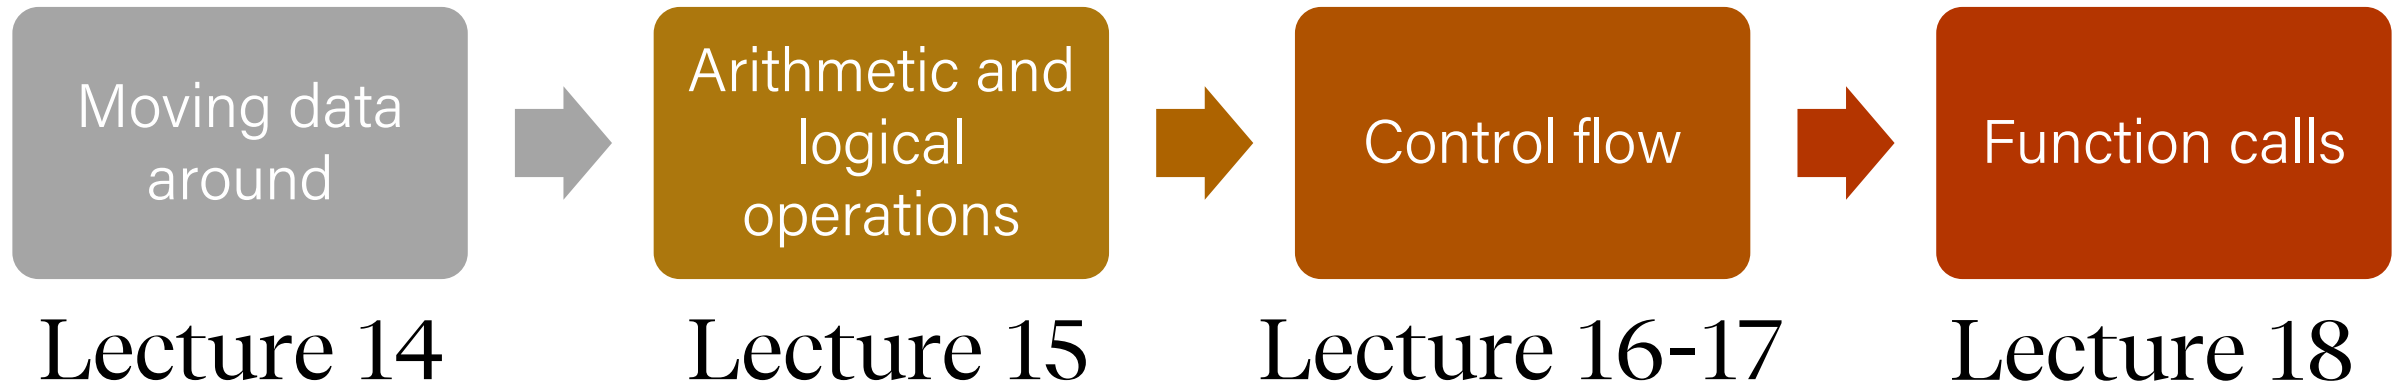 Moving data
around
Arithmetic and
logical
operations
Control flow
Function calls
Lecture 14
Lecture 15
Lecture 16-17
Lecture 18